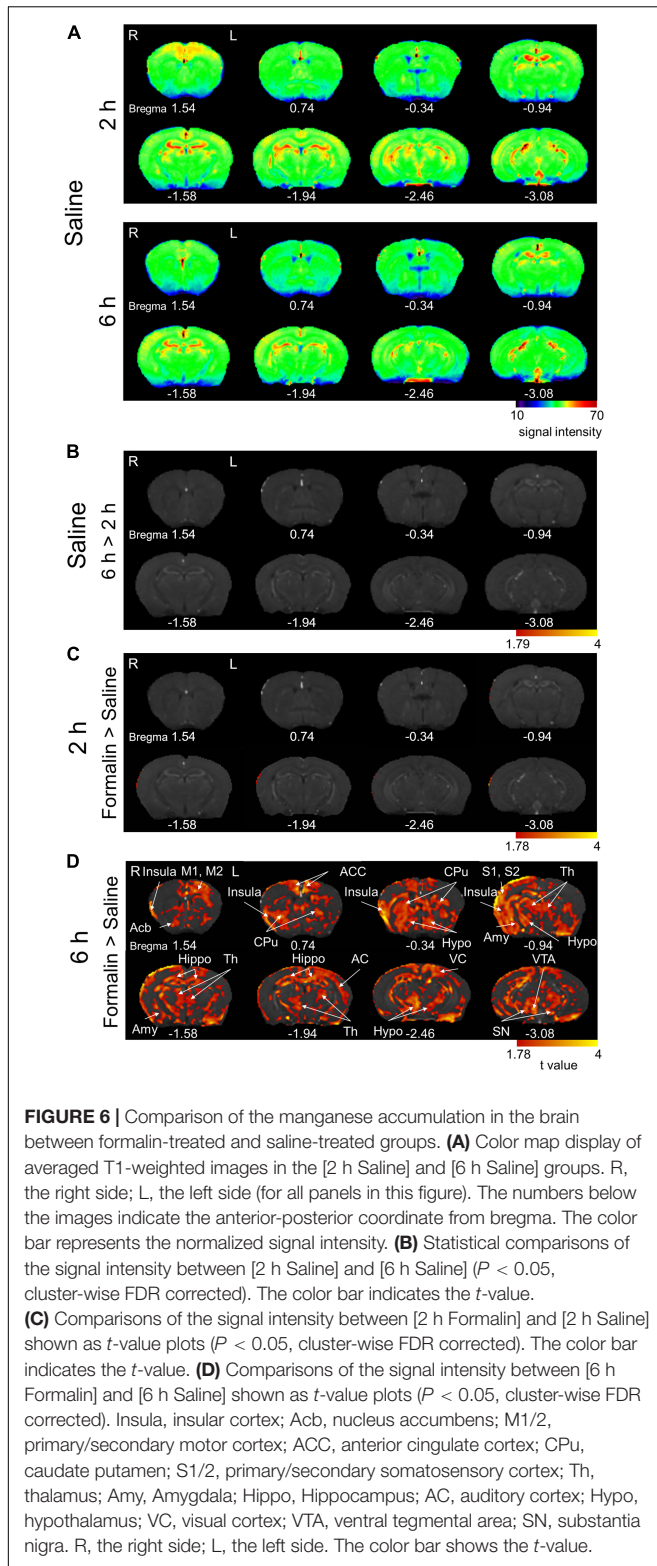 A
R L
Bregma 1.54 0.74 -0.34 -0.94
2 h
-1.58 -1.94 -2.46 -3.08
Saline
R L
Bregma 1.54 0.74 -0.34 -0.94
6 h
-1.58 -1.94 -2.46 -3.08
10 70
signal intensity
B
R L
Saline
6 h > 2 h
Bregma 1.54 0.74 -0.34 -0.94
-1.58 -1.94 -2.46 -3.08
1.79 4
C
R L
2 h
Formalin > Saline
Bregma 1.54 0.74 -0.34 -0.94
-1.58 -1.94 -2.46 -3.08
1.78 4
D
R Insula M1, M2 L ACC CPu S1, S2 Th
Insula Insula Insula
Acb CPu Hypo Amy Hypo
Bregma 1.54 0.74 -0.34 -0.94
6 h
Formalin > Saline
Hippo Th Hippo AC VC VTA
Amy Th Hypo SN
-1.58 -1.94 -2.46 -3.08
1.78 4
t value
FIGURE 6 | Comparison of the manganese accumulation in the brain
between formalin-treated and saline-treated groups. (A) Color map display of
averaged T1-weighted images in the [2 h Saline] and [6 h Saline] groups. R,
the right side; L, the left side (for all panels in this figure). The numbers below
the images indicate the anterior-posterior coordinate from bregma. The color
bar represents the normalized signal intensity. (B) Statistical comparisons of
the signal intensity between [2 h Saline] and [6 h Saline] (P < 0.05,
cluster-wise FDR corrected). The color bar indicates the t-value.
(C) Comparisons of the signal intensity between [2 h Formalin] and [2 h Saline]
shown as t-value plots (P < 0.05, cluster-wise FDR corrected). The color bar
indicates the t-value. (D) Comparisons of the signal intensity between [6 h
Formalin] and [6 h Saline] shown as t-value plots (P < 0.05, cluster-wise FDR
corrected). Insula, insular cortex; Acb, nucleus accumbens; M1/2,
primary/secondary motor cortex; ACC, anterior cingulate cortex; CPu,
caudate putamen; S1/2, primary/secondary somatosensory cortex; Th,
thalamus; Amy, Amygdala; Hippo, Hippocampus; AC, auditory cortex; Hypo,
hypothalamus; VC, visual cortex; VTA, ventral tegmental area; SN, substantia
nigra. R, the right side; L, the left side. The color bar shows the t-value.